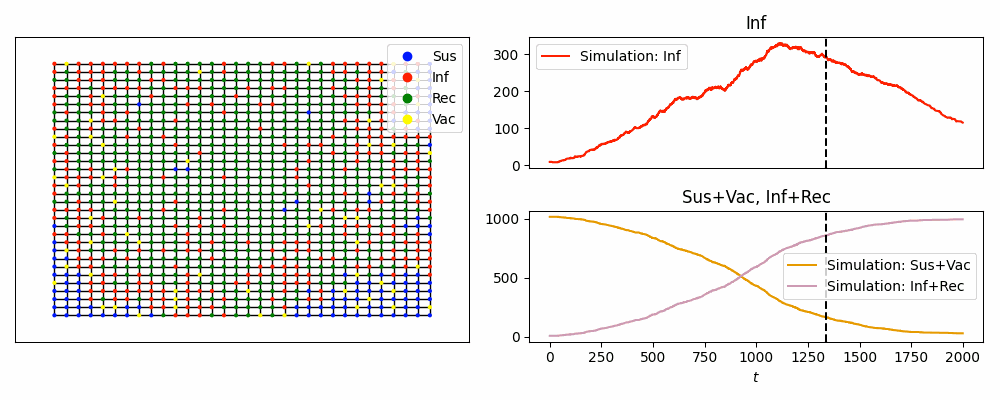 Sus
Inf
Rec
Vac
Inf
Simulation: Inf
300
200
100
0
Sus+Vac, Inf+Rec
1000
500
0
Simulation: Sus+Vac
Simulation: Inf+Rec
0 250 500 750 1000 1250 1500 1750 2000
t